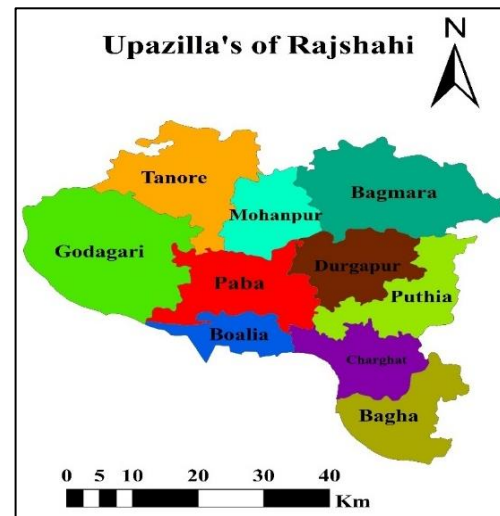 Upazilla's of Rajshahi
N
Tanore
Bagmara
Mohanpur
Godagari
Durgapur
Paba
Puthia
Boalia
Charghat
Bagha
0 5 10 20 30 40
Km